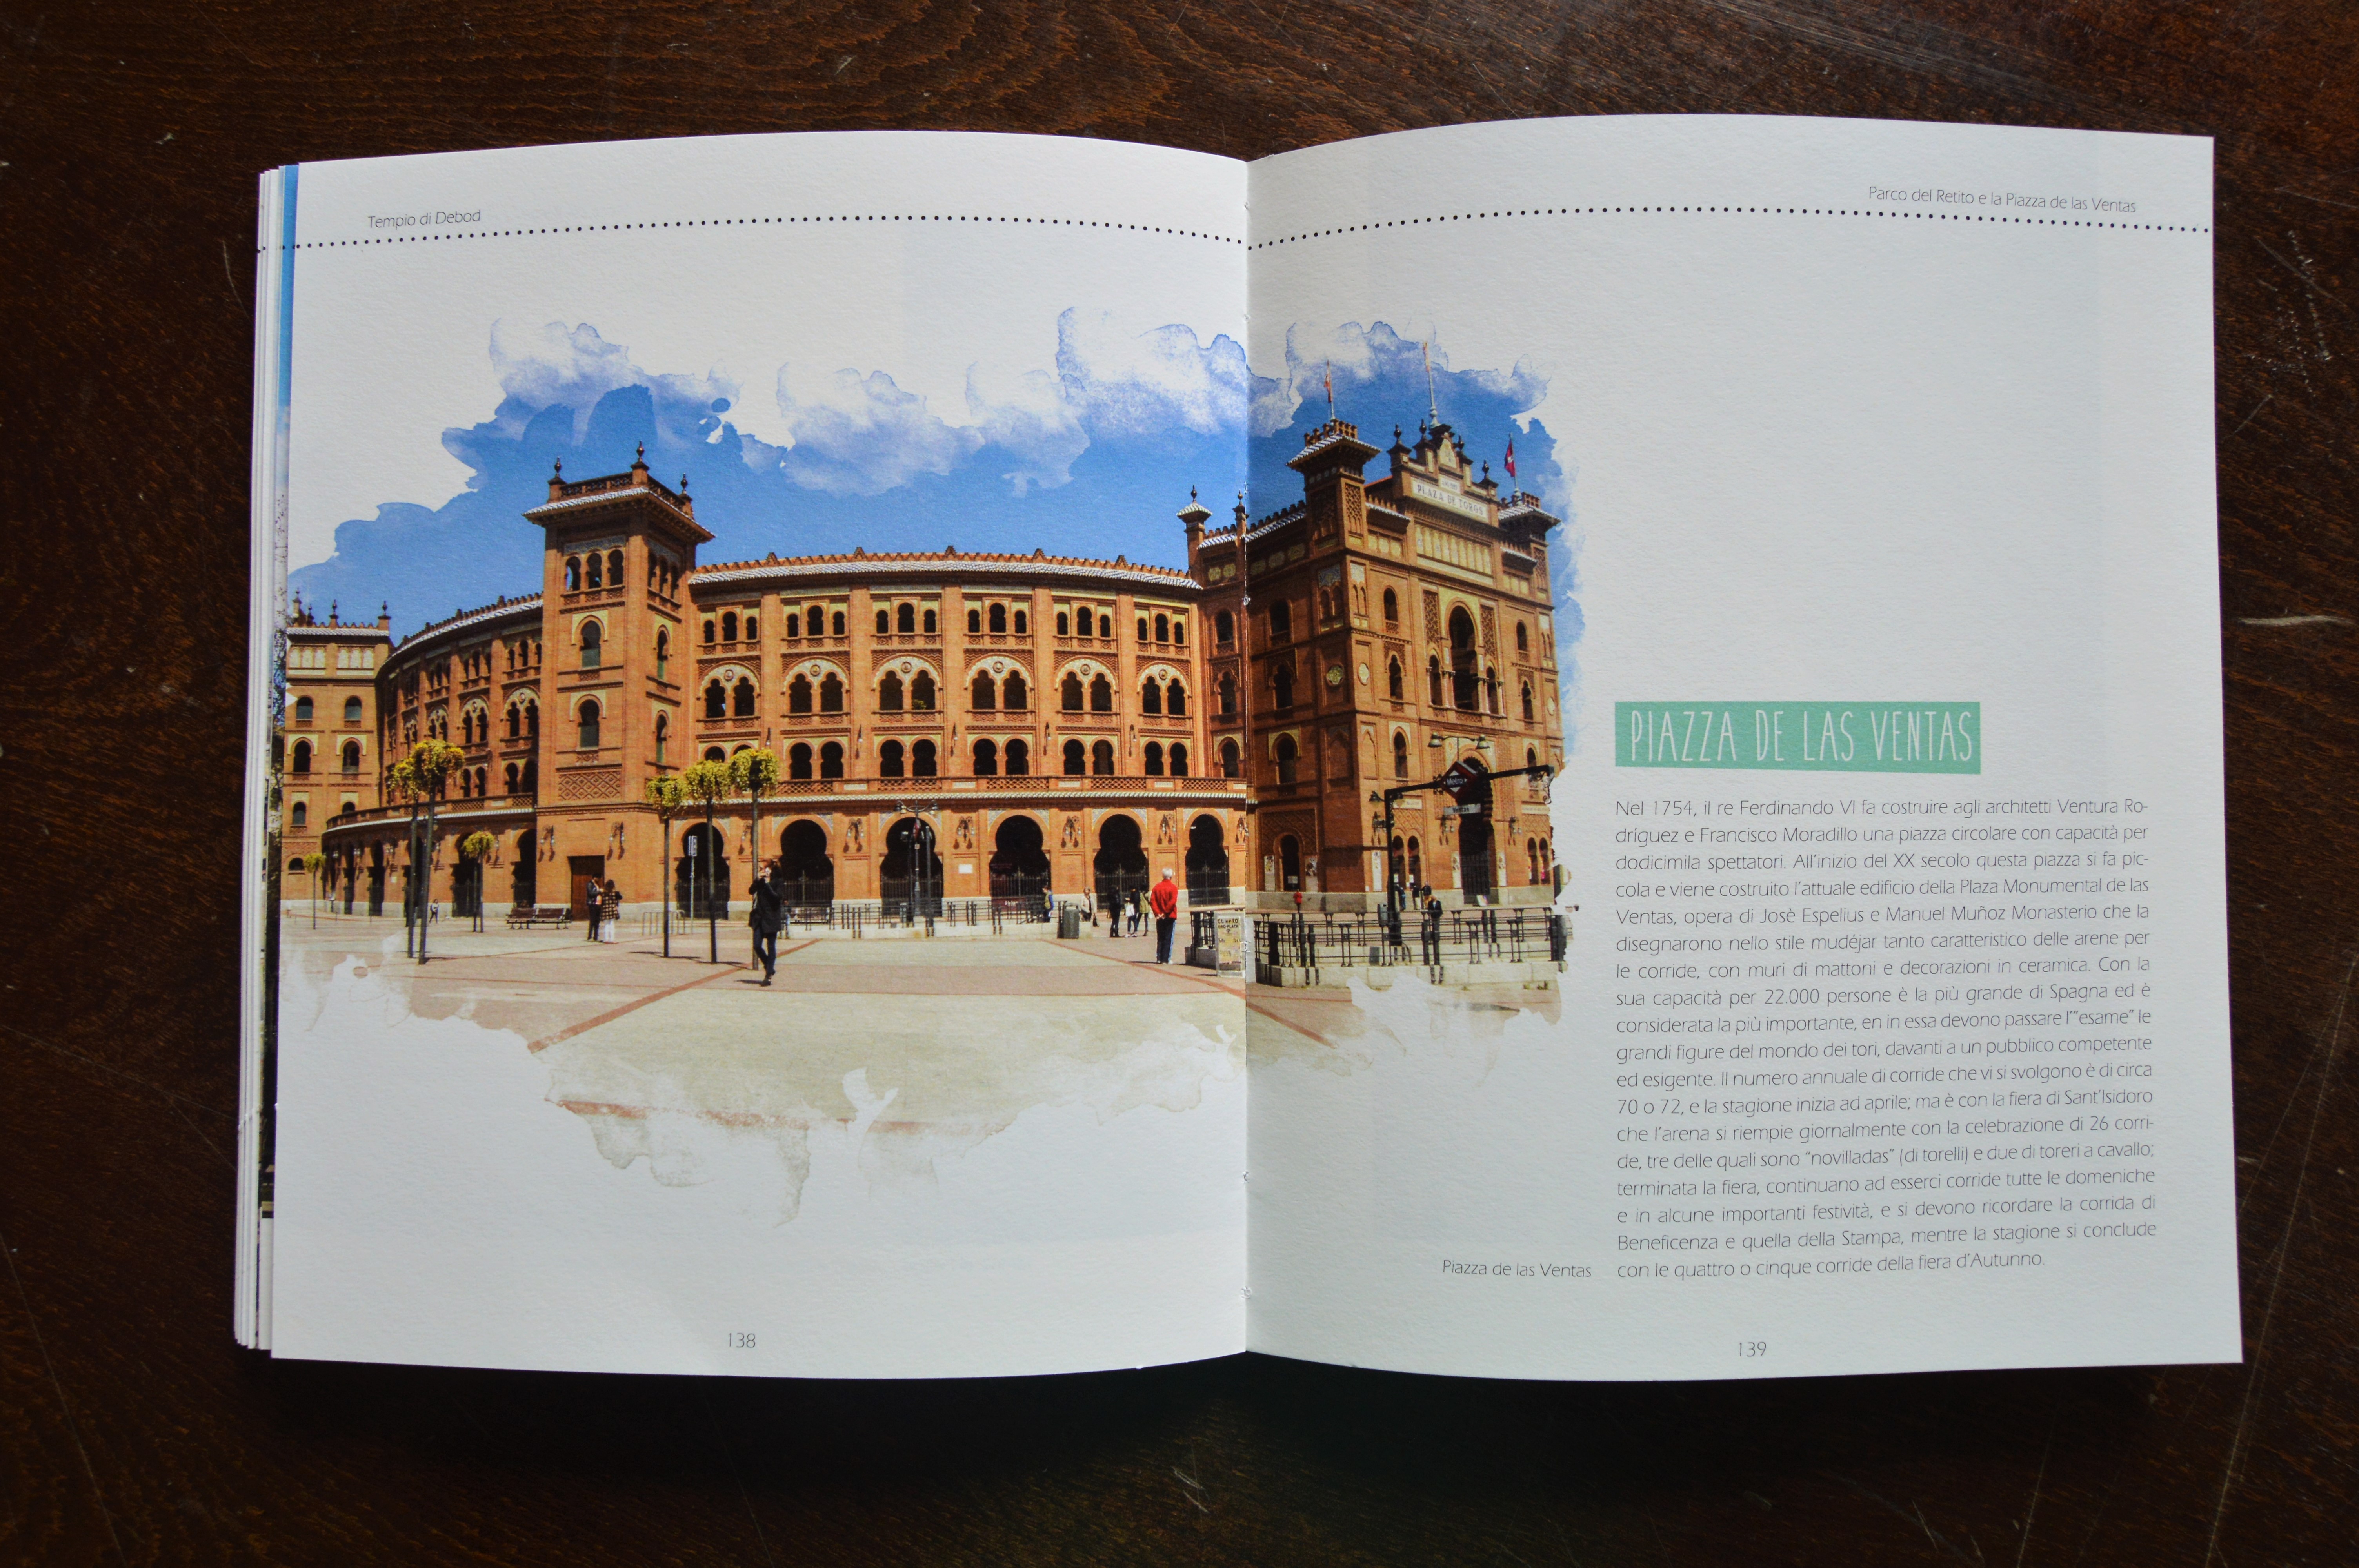 Tempio di Debod
Parco del Retito e la Piazza de las Ventas
PLAZA DE TOROS
Metro
Ventas
PIAZZA DE LAS VENTAS
Nel 1754, il re Ferdinando VI fa costruire agli architetti Ventura Ro-
dríguez e Francisco Moradillo una piazza circolare con capacità per
dodicimila spettatori. All'inizio del XX secolo questa piazza si fa pic-
cola e viene costruito l'attuale edificio della Plaza Monumental de las
Ventas, opera di Josè Espelius e Manuel Muñoz Monasterio che la
disegnarono nello stile mudéjar tanto caratteristico delle arene per
le corride, con muri di mattoni e decorazioni in ceramica. Con la
sua capacità per 22.000 persone è la più grande di Spagna ed è
considerata la più importante, en in essa devono passare l'"esame" le
grandi figure del mondo dei tori, davanti a un pubblico competente
ed esigente. Il numero annuale di corride che vi si svolgono è di circa
70 o 72, e la stagione inizia ad aprile; ma è con la fiera di Sant'Isidoro
che l'arena si riempie giornalmente con la celebrazione di 26 corri-
de, tre delle quali sono "novilladas" (di torelli) e due di toreri a cavallo;
terminata la fiera, continuano ad esserci corride tutte le domeniche
e in alcune importanti festività, e si devono ricordare la corrida di
Beneficenza e quella della Stampa, mentre la stagione si conclude
con le quattro o cinque corride della fiera d'Autunno.
Piazza de las Ventas
138
139